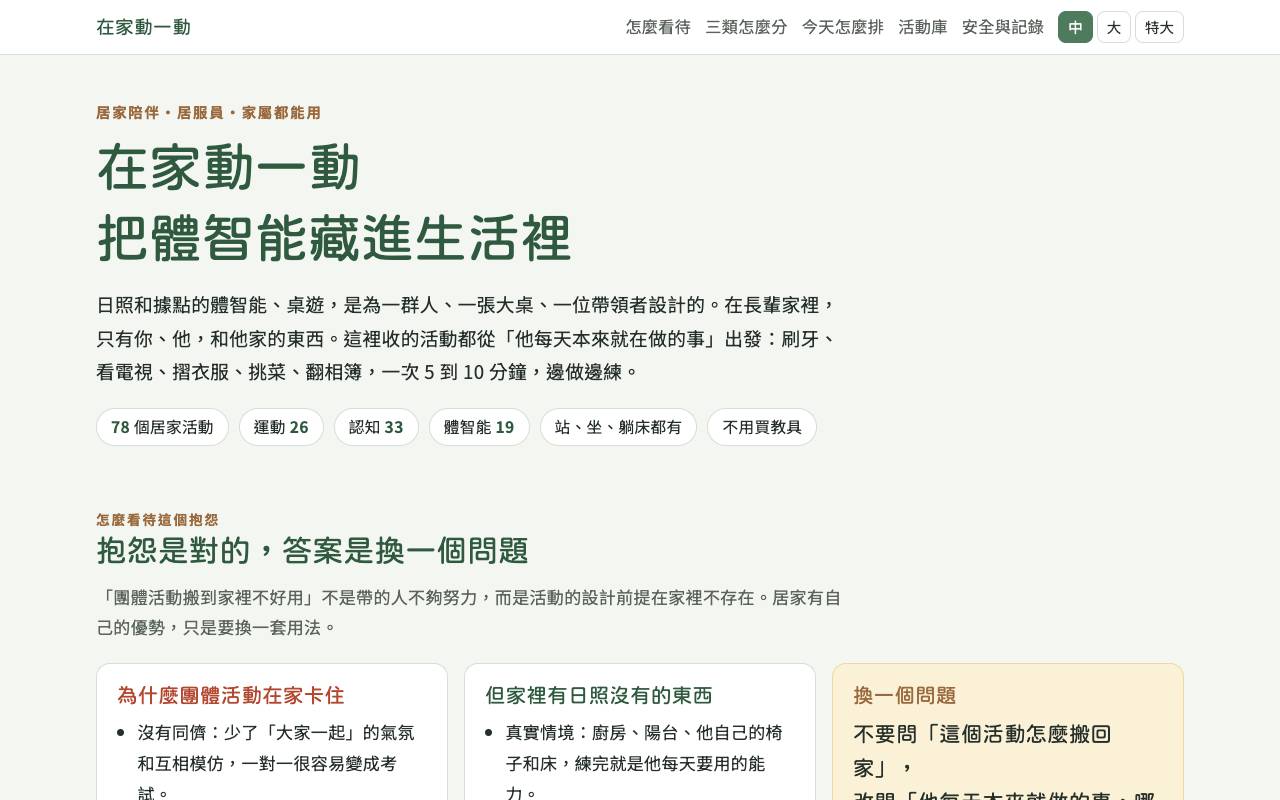 在家動一動
怎麼看待 三類怎麼分 今天怎麼排 活動庫 安全與記錄 中 大 特大
居家陪伴・居服員・家屬都能用
在家動一動
把體智能藏進生活裡
日照和據點的體智能、桌遊，是為一群人、一張大桌、一位帶領者設計的。在長輩家裡，
只有你、他，和他家的東西。這裡收的活動都從「他每天本來就在做的事」出發：刷牙、
看電視、摺衣服、挑菜、翻相簿，一次 5 到 10 分鐘，邊做邊練。
78 個居家活動 運動 26 認知 33 體智能 19 站、坐、躺床都有 不用買教具
怎麼看待這個抱怨
抱怨是對的，答案是換一個問題
「團體活動搬到家裡不好用」不是帶的人不夠努力，而是活動的設計前提在家裡不存在。居家有自
己的優勢，只是要換一套用法。
為什麼團體活動在家卡住
• 沒有同儕：少了「大家一起」的氣氛
和互相模仿，一對一很容易變成考
試。
但家裡有日照沒有的東西
• 真實情境：廚房、陽台、他自己的椅
子和床，練完就是他每天要用的能
力。
換一個問題
不要問「這個活動怎麼搬回
家」，
改問「他每天本來就做的事，哪